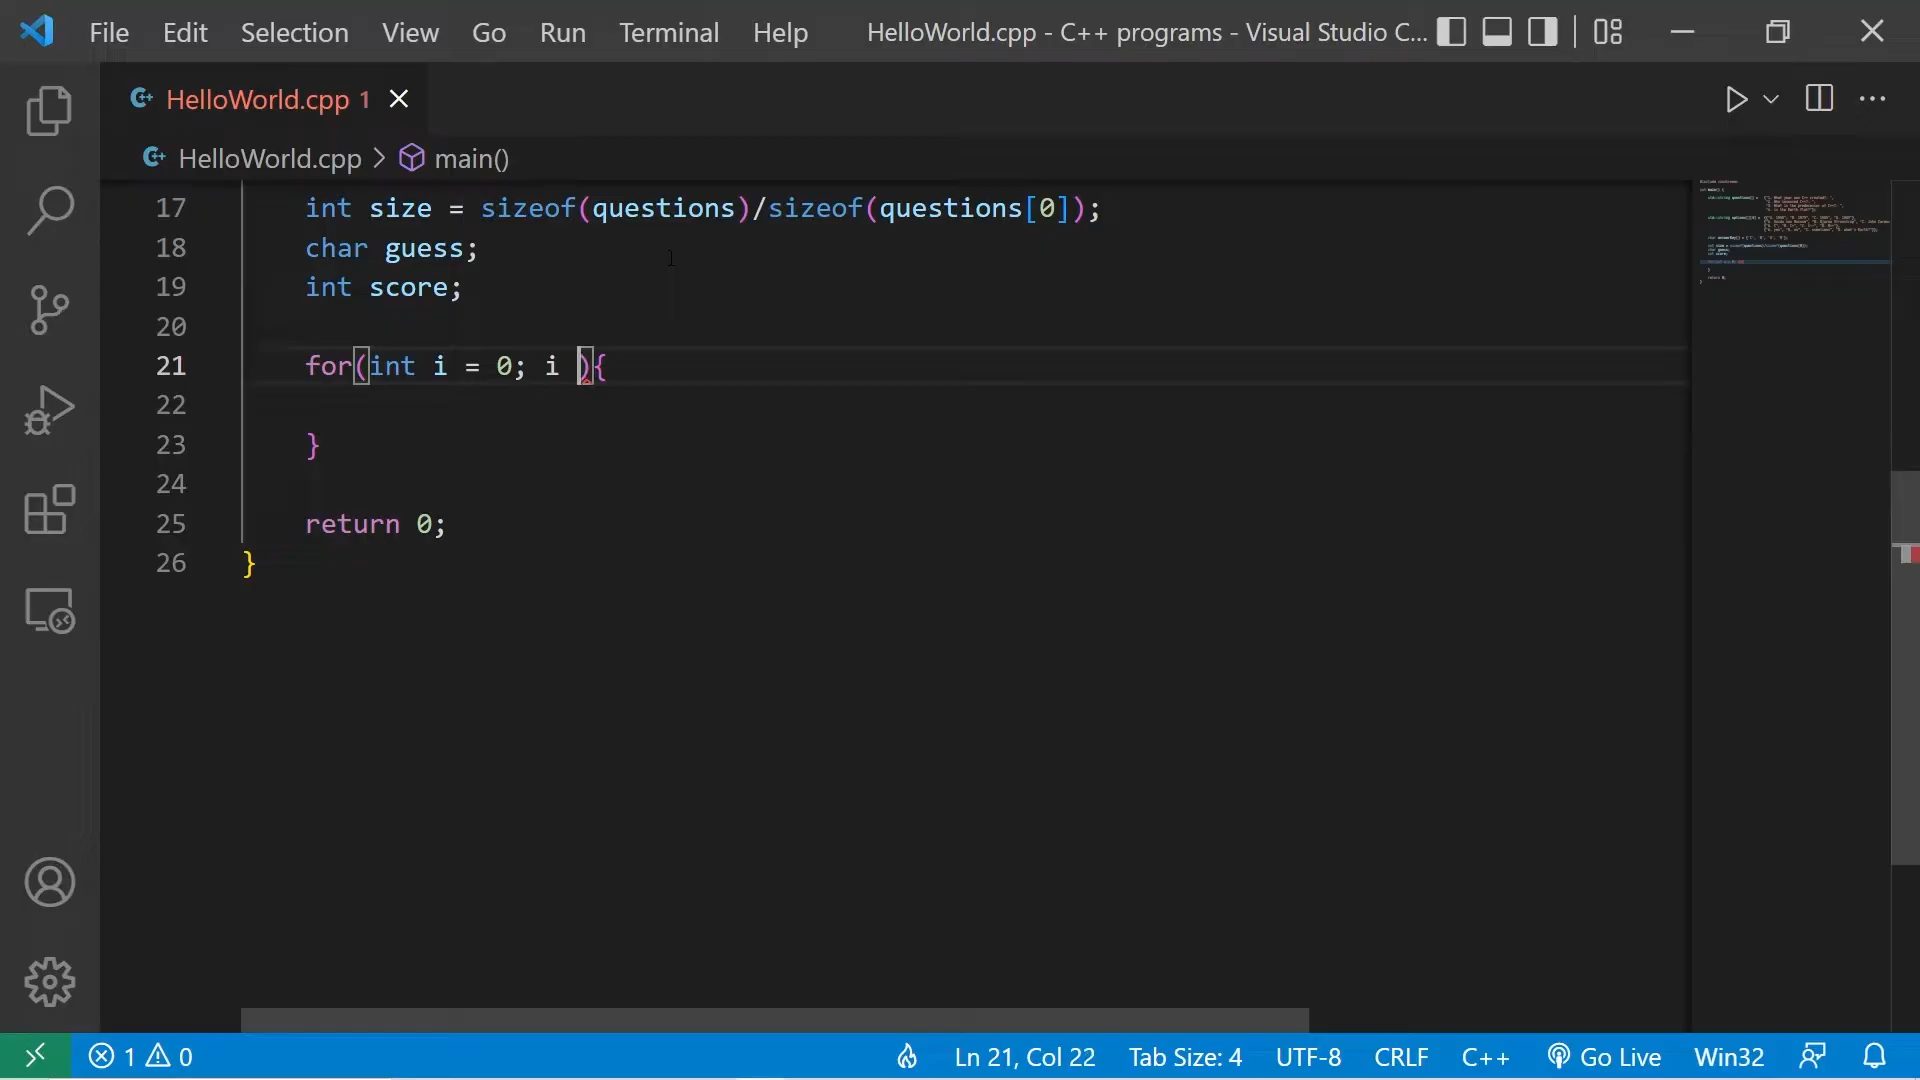 File Edit Selection View Go Run Terminal Help HelloWorld.cpp - C++ programs - Visual Studio C...
HelloWorld.cpp 1
HelloWorld.cpp > main()
17 int size = sizeof(questions)/sizeof(questions[0]);
18 char guess;
19 int score;
20
21 for(int i = 0; i ){
22
23 }
24
25 return 0;
26 }
1 0 Ln 21, Col 22 Tab Size: 4 UTF-8 CRLF C++ Go Live Win32